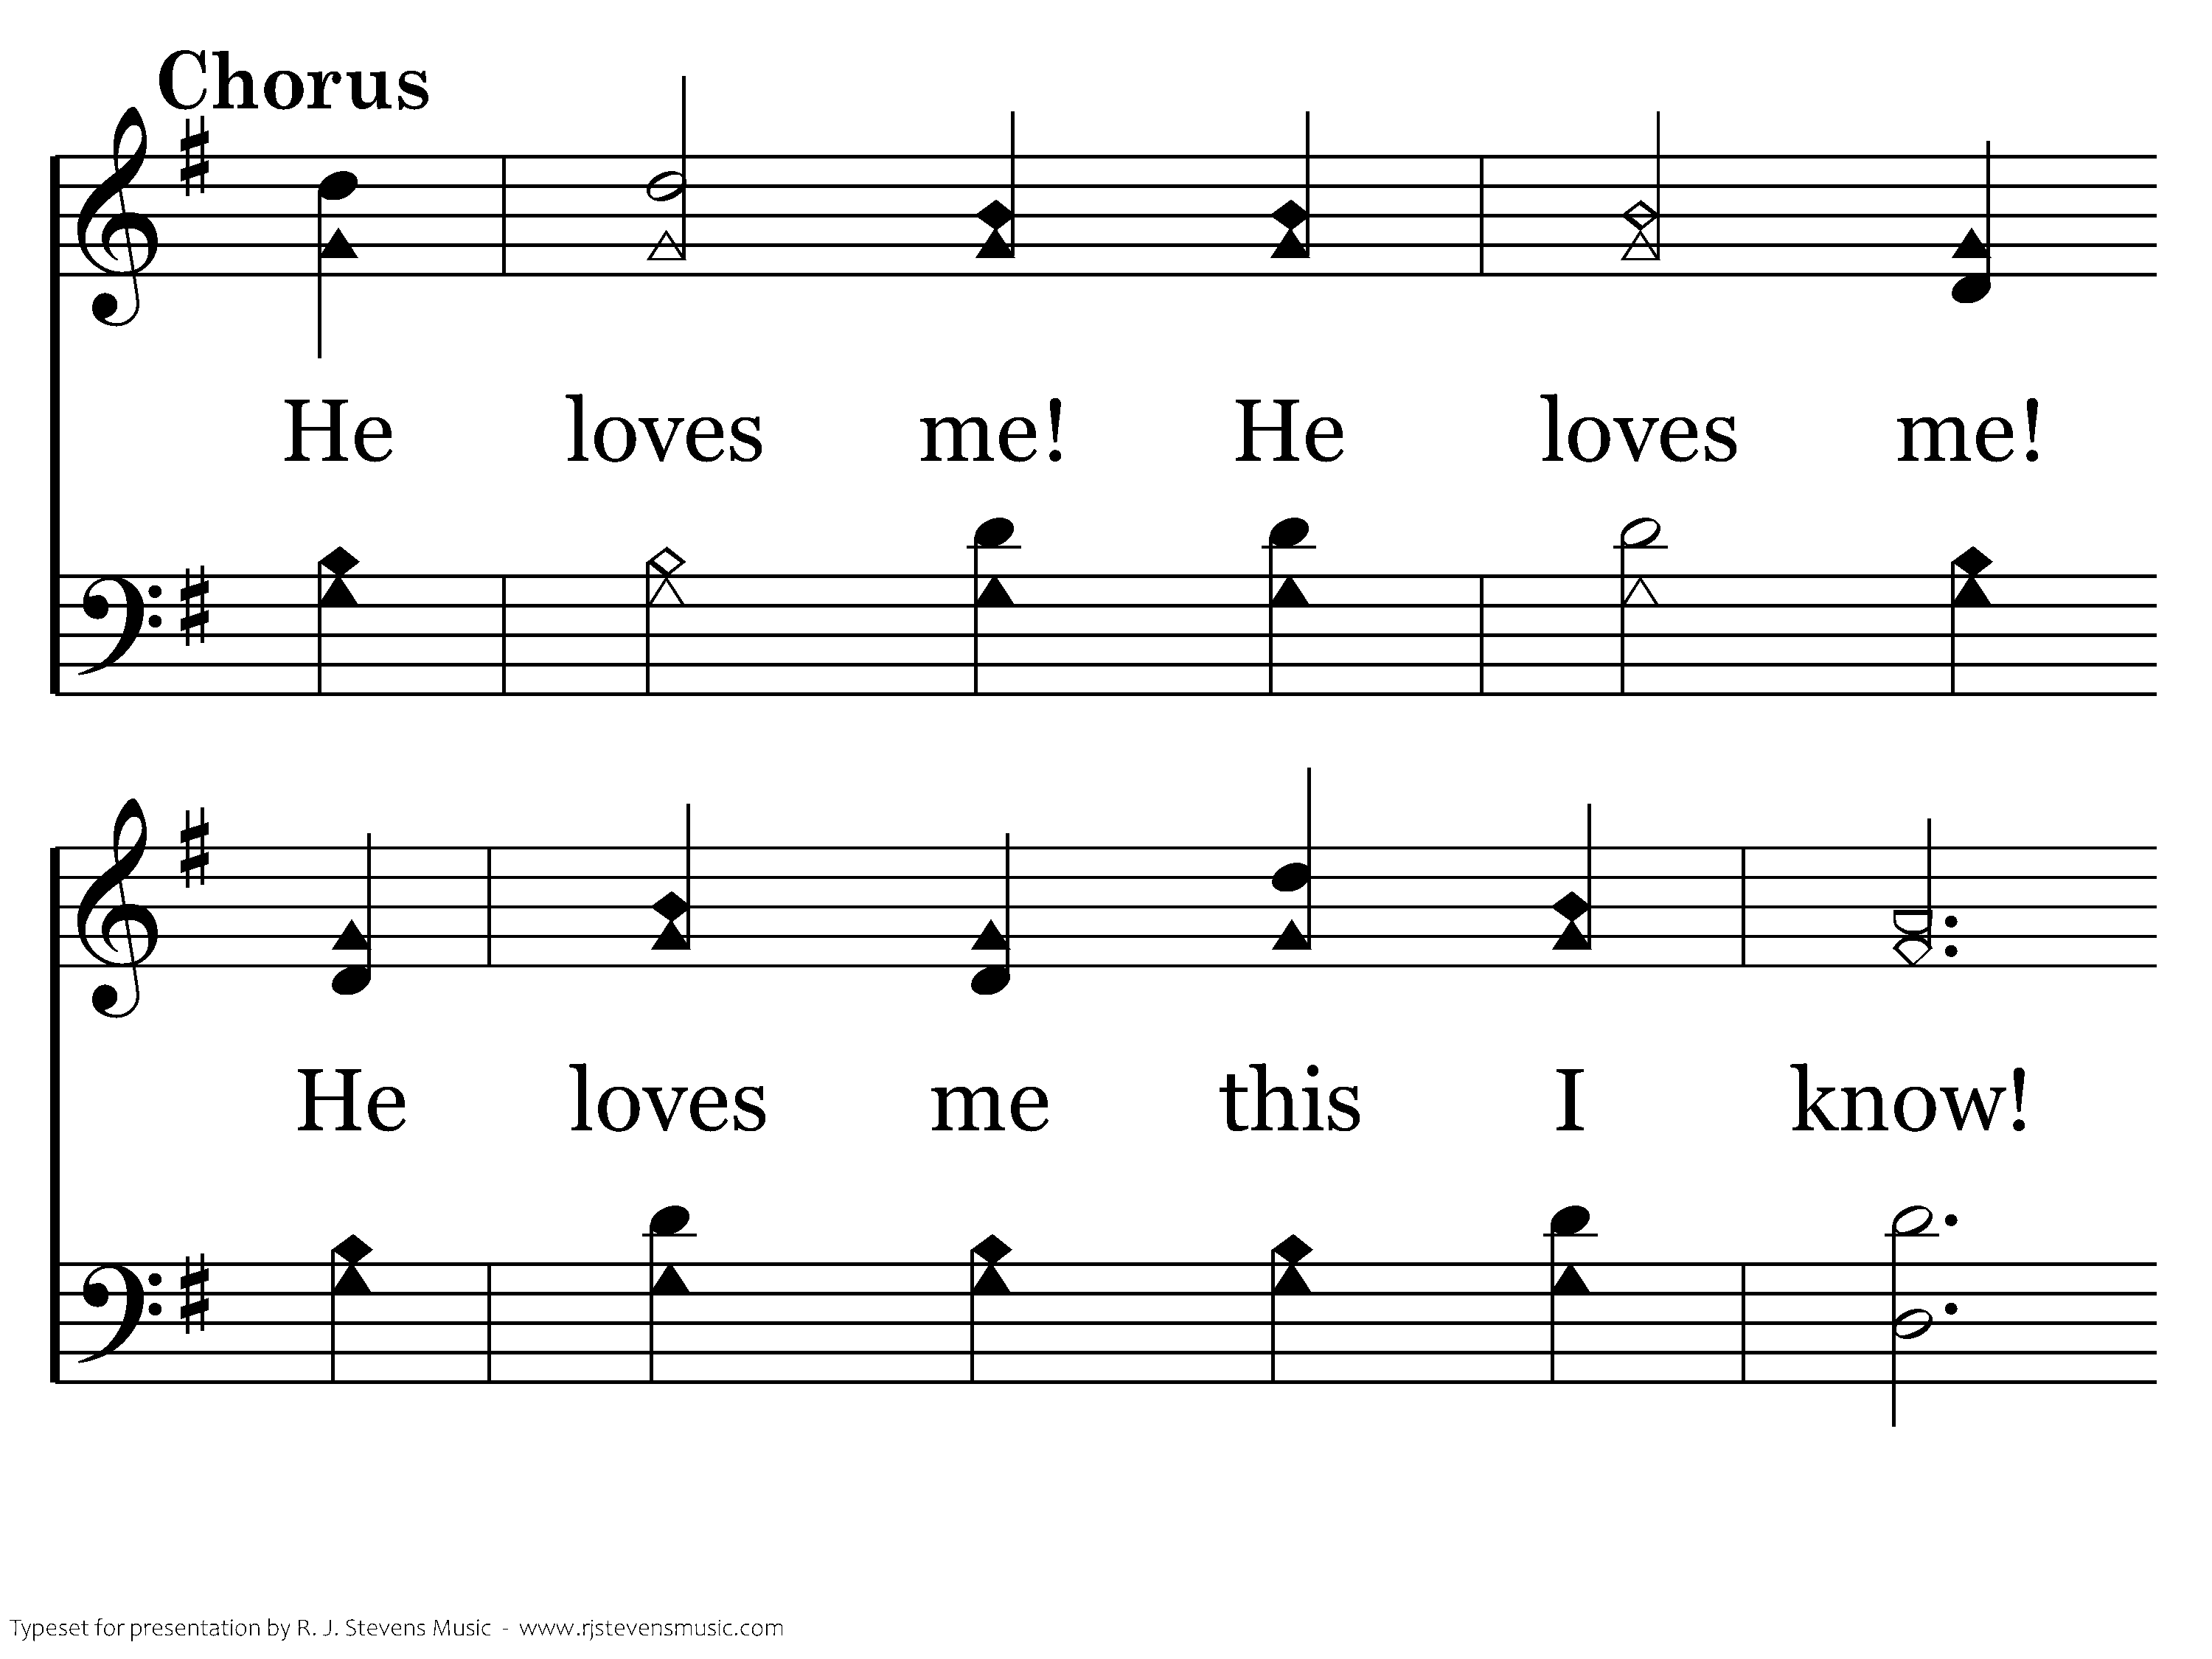 Chorus
He loves me! He loves me!
He loves me this I know!
Typeset for presentation by R. J. Stevens Music - www.rjstevensmusic.com